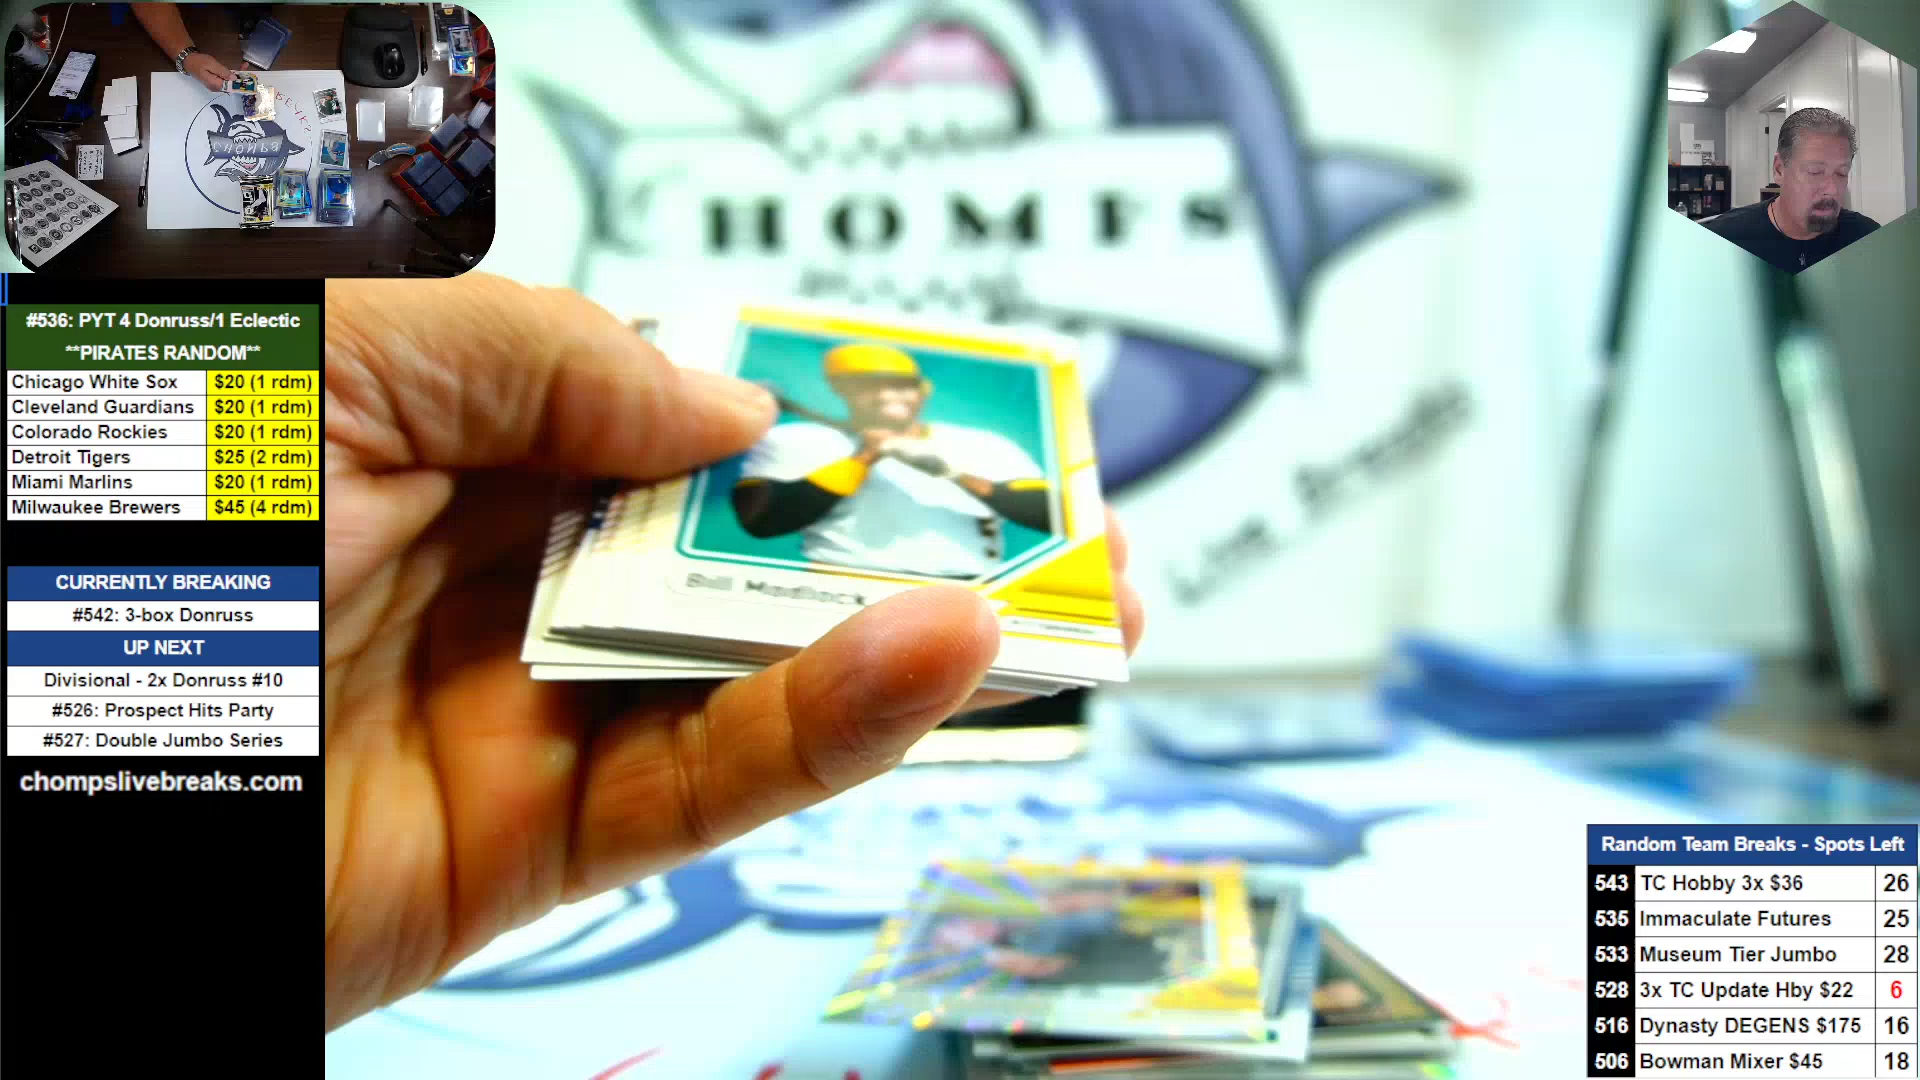 CHOMPS
#536: PYT 4 Donruss/1 Eclectic
**PIRATES RANDOM**
Chicago White Sox $20 (1 rdm)
Cleveland Guardians $20 (1 rdm)
Colorado Rockies $20 (1 rdm)
Detroit Tigers $25 (2 rdm)
Miami Marlins $20 (1 rdm)
Milwaukee Brewers $45 (4 rdm)
CURRENTLY BREAKING
#542: 3-box Donruss
UP NEXT
Divisional - 2x Donruss #10
#526: Prospect Hits Party
#527: Double Jumbo Series
chompslivebreaks.com
CHOMPS
Live Breaks
Bill Madlock
Random Team Breaks - Spots Left
543 TC Hobby 3x $36 26
535 Immaculate Futures 25
533 Museum Tier Jumbo 28
528 3x TC Update Hby $22 6
516 Dynasty DEGENS $175 16
506 Bowman Mixer $45 18